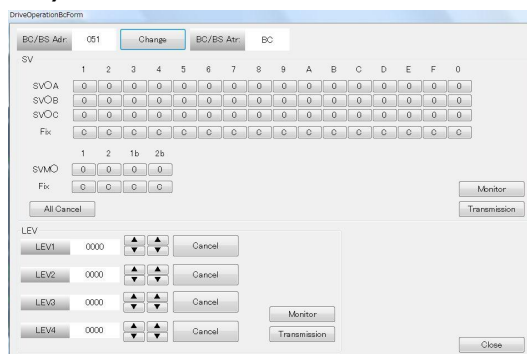 DriveOperationBcForm
BC/BS Adr: 051 Change BC/BS Atr: BC
SV
1 2 3 4 5 6 7 8 9 A B C D E F 0
SV○A 0 0 0 0 0 0 0 0 0 0 0 0 0 0 0 0
SV○B 0 0 0 0 0 0 0 0 0 0 0 0 0 0 0 0
SV○C 0 0 0 0 0 0 0 0 0 0 0 0 0 0 0 0
Fix C C C C C C C C C C C C C C C C
1 2 1b 2b
SVM○ 0 0 0 0
Fix C C C C
Monitor
All Cancel Transmission
LEV
LEV1 0000 ▲ ▲ Cancel
▼ ▼
LEV2 0000 ▲ ▲ Cancel
▼ ▼
LEV3 0000 ▲ ▲ Cancel
▼ ▼
Monitor
LEV4 0000 ▲ ▲ Cancel Transmission
▼ ▼
Close